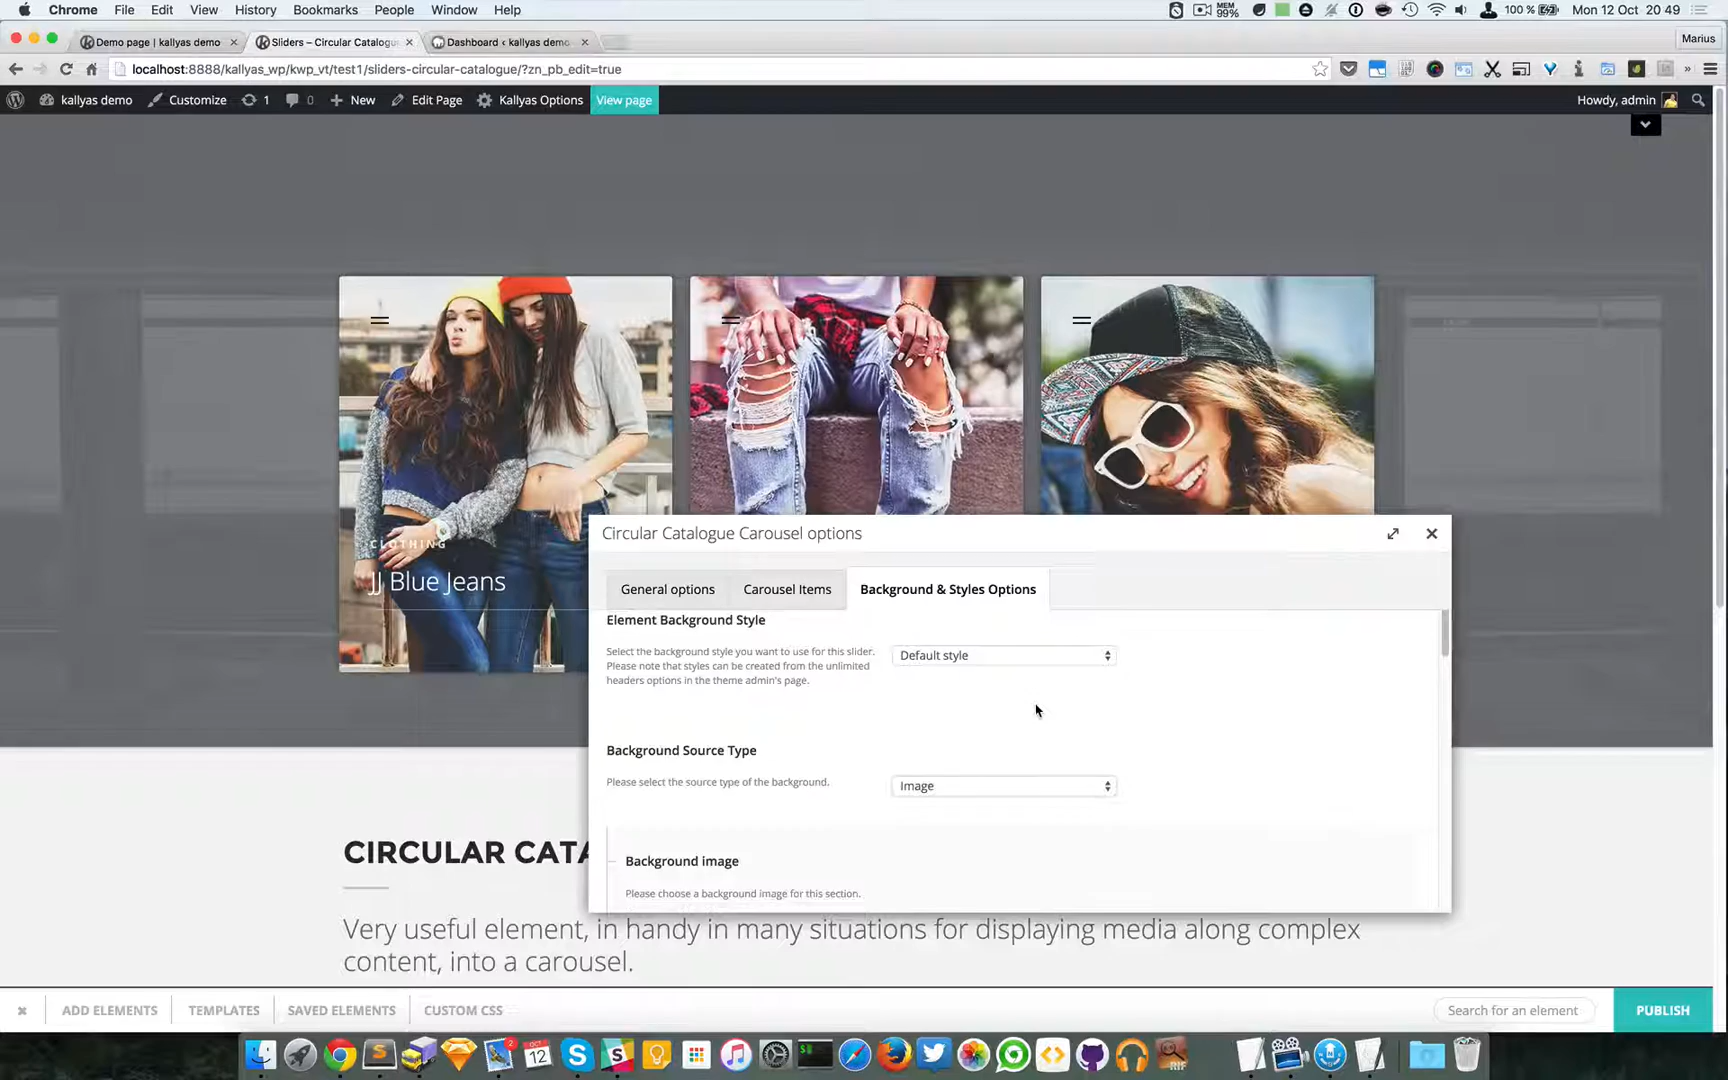 Chrome File Edit View History Bookmarks People Window Help MEM 99% 100 % Mon 12 Oct 20:49
Demo page | kallyas demo Sliders – Circular Catalogu Dashboard ‹ kallyas demo Marius
localhost:8888/kallyas_wp/kwp_vt/test1/sliders-circular-catalogue/?zn_pb_edit=true
kallyas demo Customize 1 0 New Edit Page Kallyas Options View page Howdy, admin
CLOTHING
JJ Blue Jeans
Circular Catalogue Carousel options
General options Carousel Items Background & Styles Options
Element Background Style
Select the background style you want to use for this slider.
Please note that styles can be created from the unlimited
headers options in the theme admin's page.
Default style
Background Source Type
Please select the source type of the background.
Image
Background image
Please choose a background image for this section.
CIRCULAR CATA
Very useful element, in handy in many situations for displaying media along complex
content, into a carousel.
ADD ELEMENTS TEMPLATES SAVED ELEMENTS CUSTOM CSS Search for an element PUBLISH